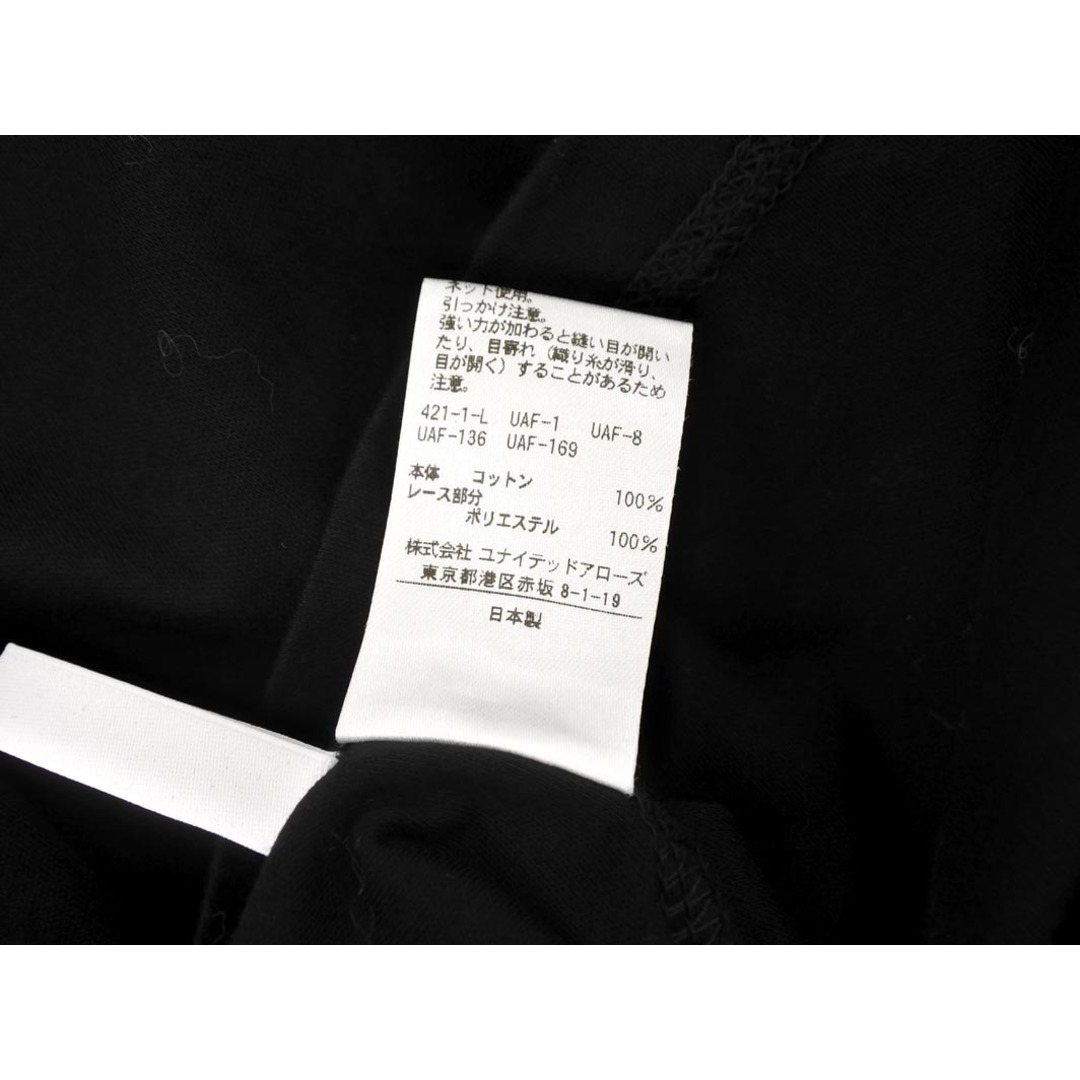 ネット使用。
引っかけ注意。
強い力が加わると縫い目が開い
たり、目寄れ（織り糸が滑り、
目が開く）することがあるため
注意。
421-1-L UAF-1 UAF-8
UAF-136 UAF-169
本体 コットン 100%
レース部分
ポリエステル 100%
株式会社 ユナイテッドアローズ
東京都港区赤坂 8-1-19
日本製